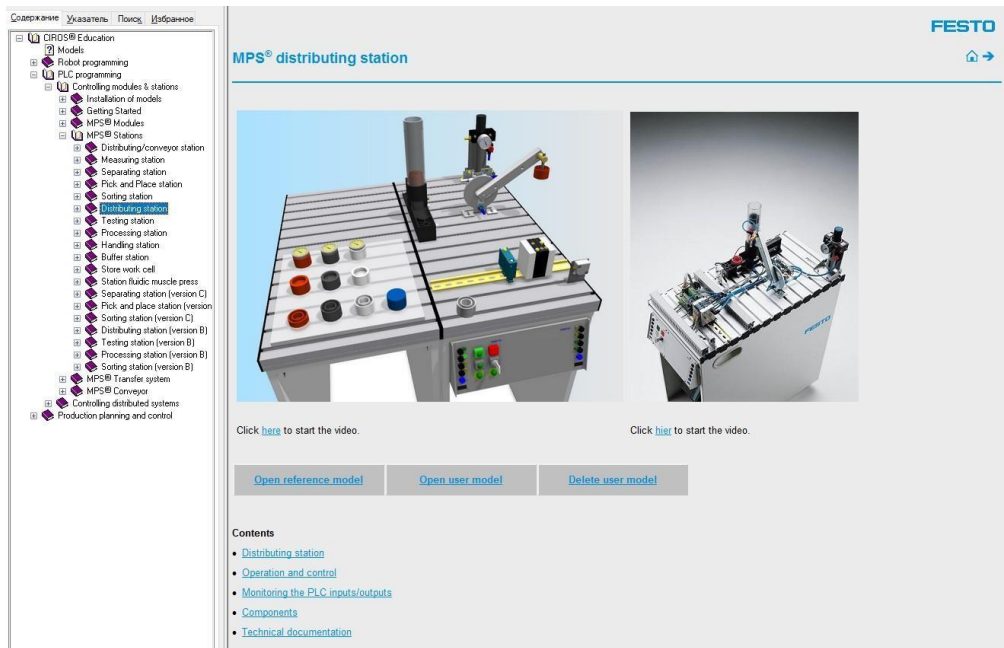 Содержание Указатель Поиск Избранное
CIROS® Education
Models
Robot programming
PLC programming
Controlling modules & stations
Installation of models
Getting Started
MPS® Modules
MPS® Stations
Distributing/conveyor station
Measuring station
Separating station
Pick and Place station
Sorting station
Distributing station
Testing station
Processing station
Handling station
Buffer station
Store work cell
Station fluidic muscle press
Separating station (version C)
Pick and place station (version
Sorting station (version C)
Distributing station (version B)
Testing station (version B)
Processing station (version B)
Sorting station (version B)
MPS® Transfer system
MPS® Conveyor
Controlling distributed systems
Production planning and control
FESTO
MPS® distributing station
FESTO
Click here to start the video.
Click hier to start the video.
Open reference model
Open user model
Delete user model
Contents
• Distributing station
• Operation and control
• Monitoring the PLC inputs/outputs
• Components
• Technical documentation